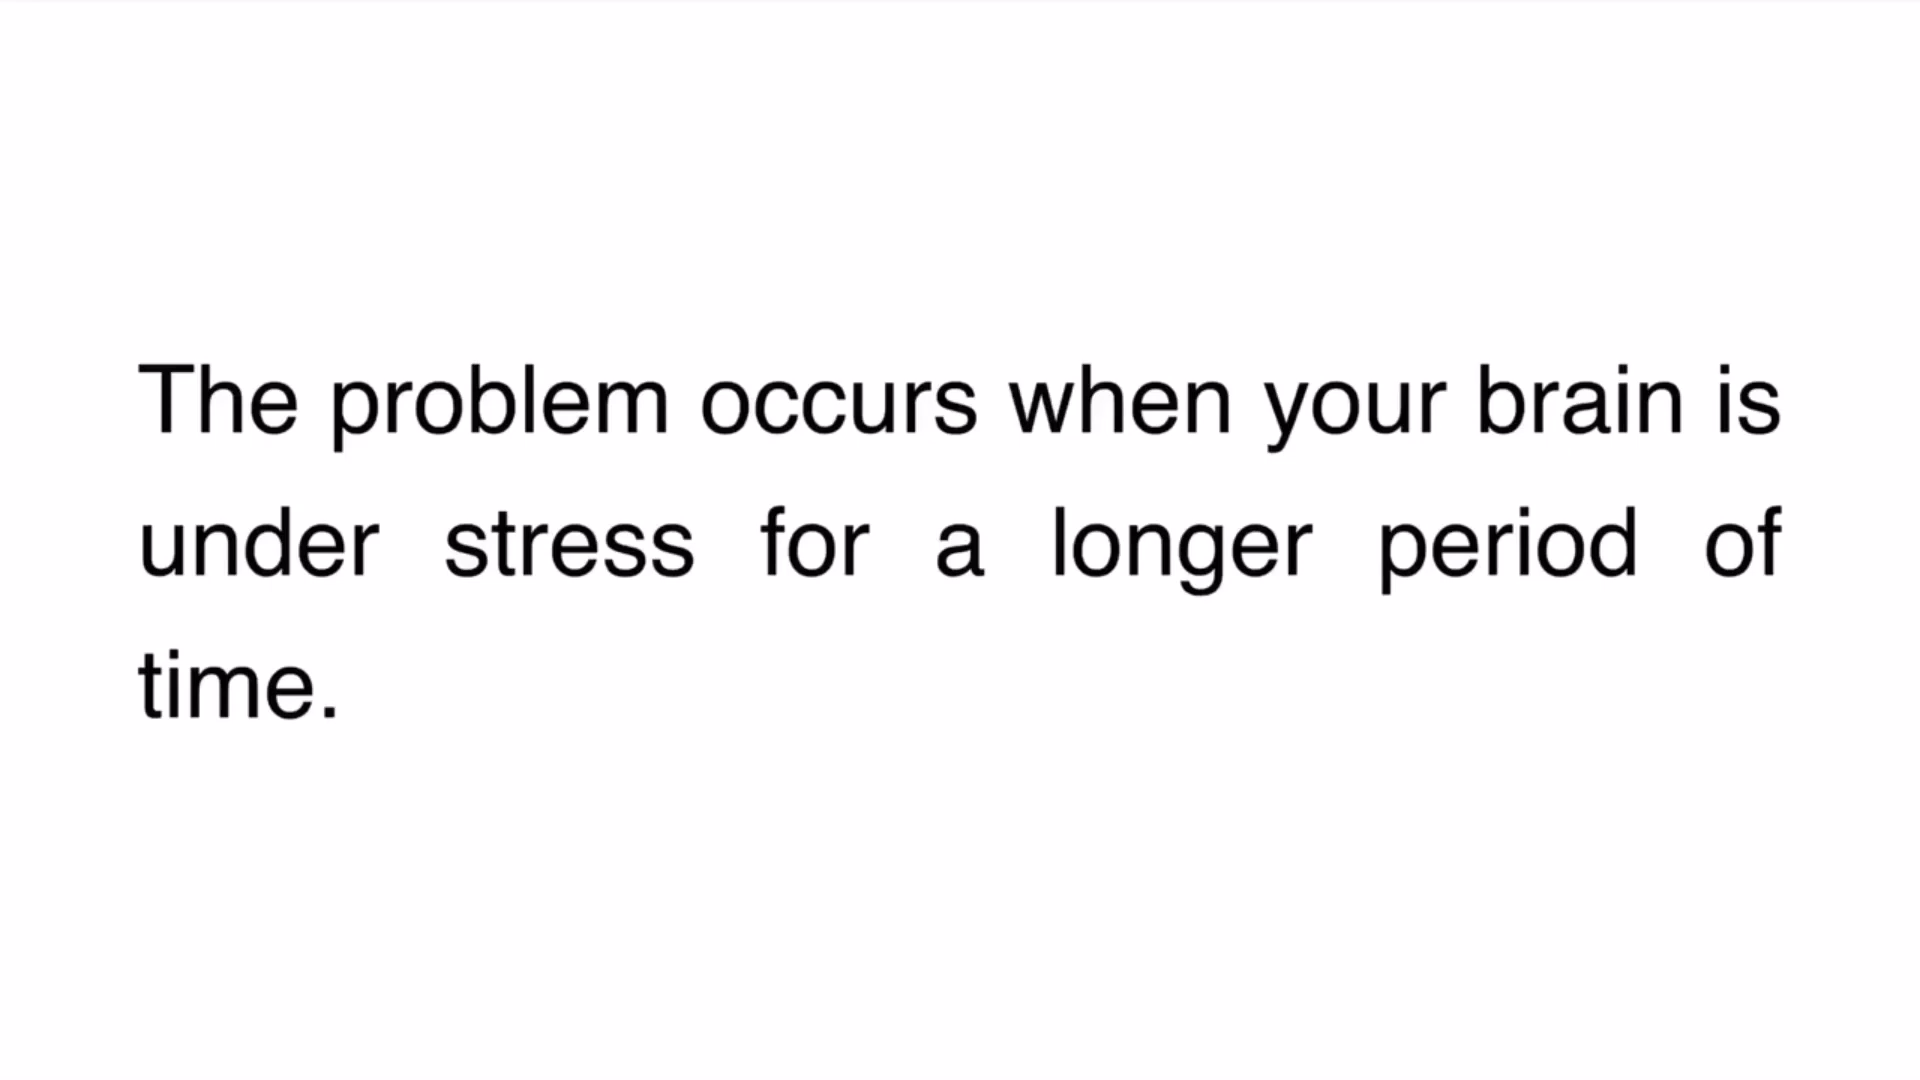 The problem occurs when your brain is
under stress for a longer period of
time.